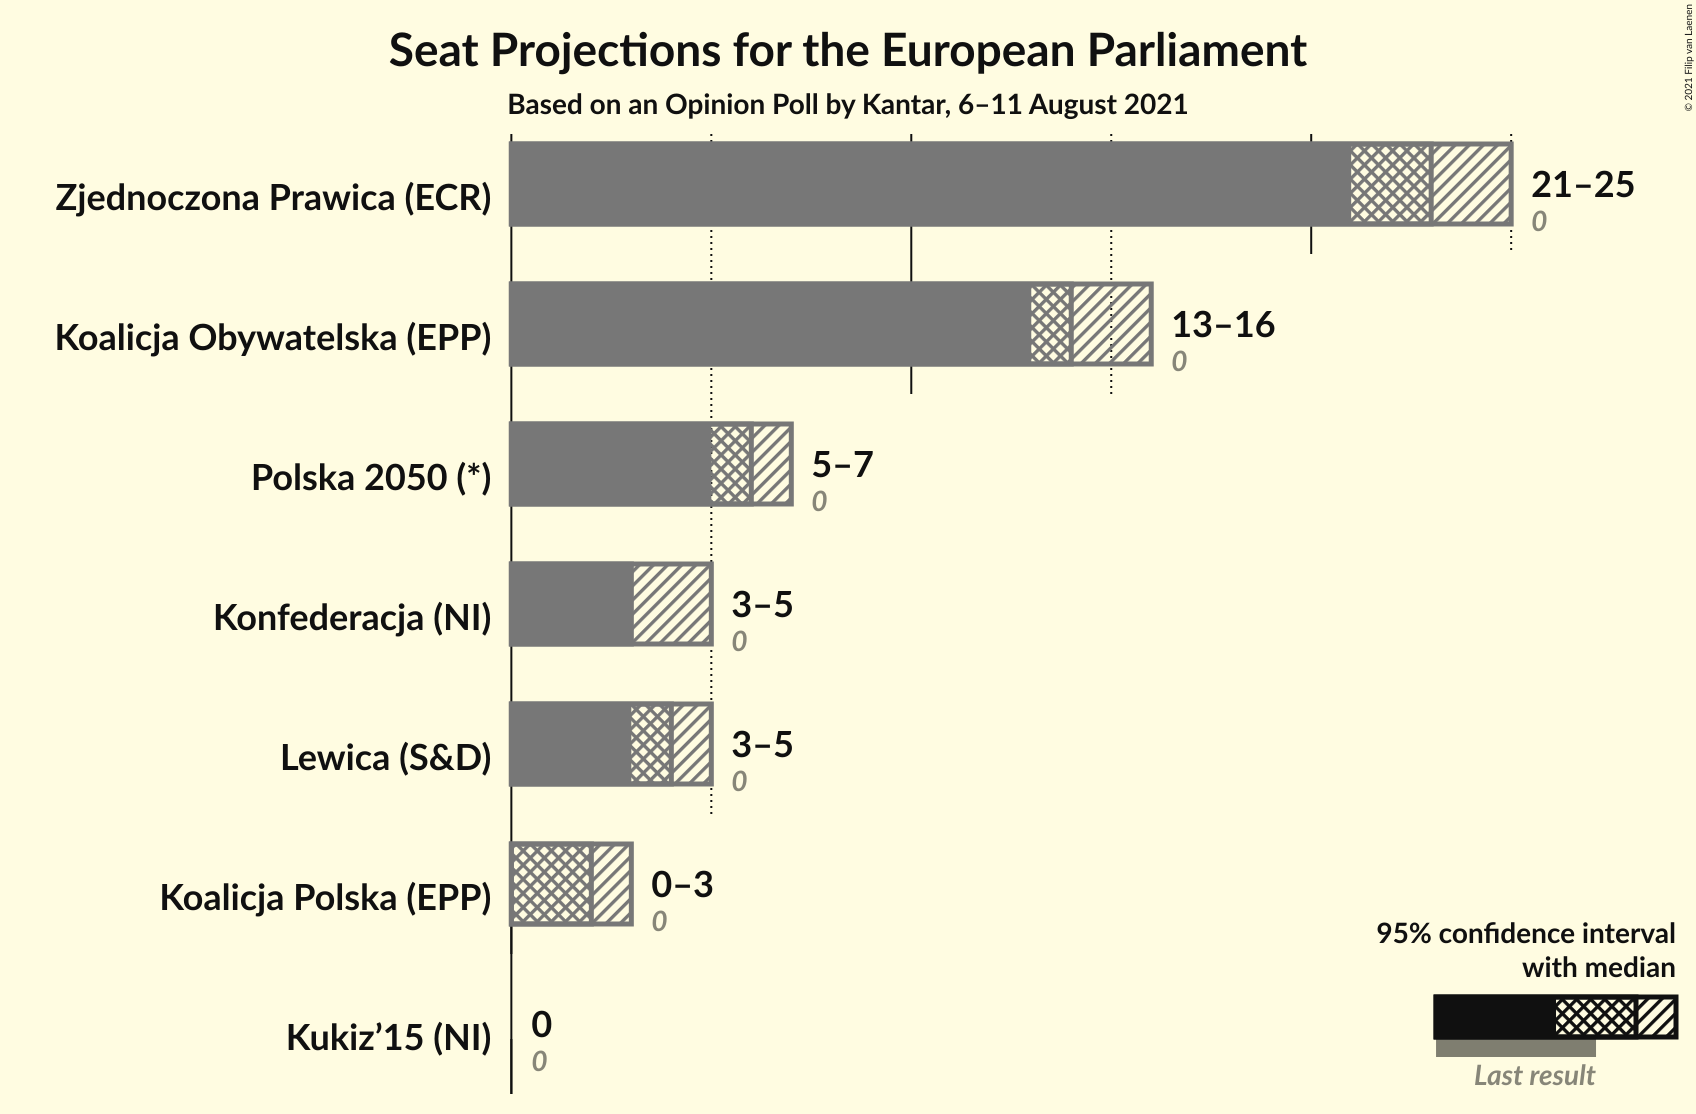 Seat Projections for the European Parliament
Based on an Opinion Poll by Kantar, 6–11 August 2021
© 2021 Filip van Laenen
Zjednoczona Prawica (ECR)
21–25
0
Koalicja Obywatelska (EPP)
13–16
0
Polska 2050 (*)
5–7
0
Konfederacja (NI)
3–5
0
Lewica (S&D)
3–5
0
Koalicja Polska (EPP)
0–3
0
Kukiz’15 (NI)
0
0
95% confidence interval
with median
Last result